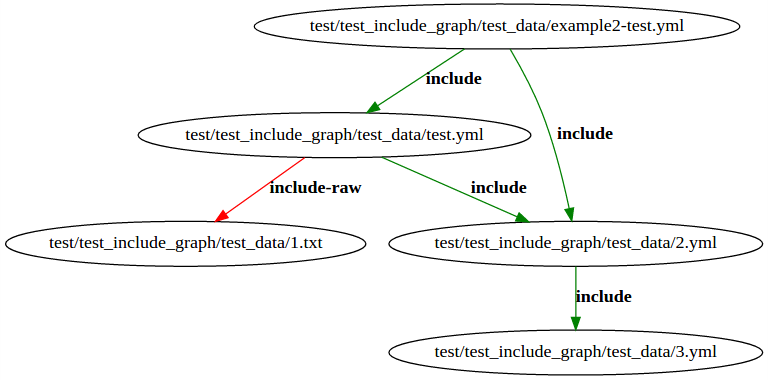 test/test_include_graph/test_data/example2-test.yml
include
test/test_include_graph/test_data/test.yml
include
include-raw
include
test/test_include_graph/test_data/1.txt
test/test_include_graph/test_data/2.yml
include
test/test_include_graph/test_data/3.yml